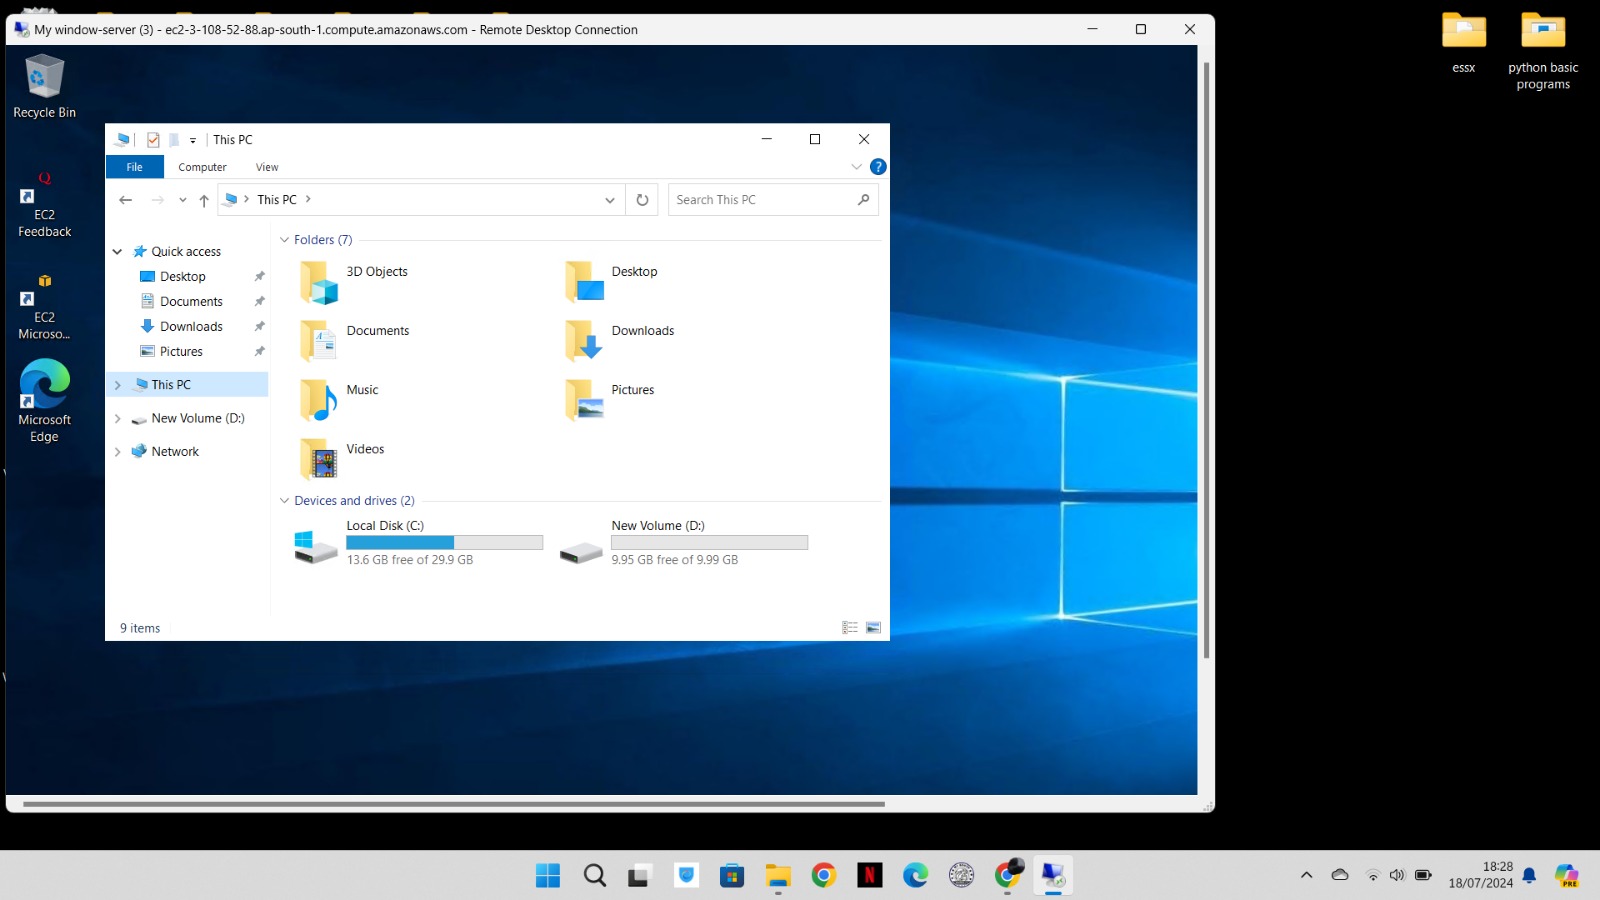 My window-server (3) - ec2-3-108-52-88.ap-south-1.compute.amazonaws.com - Remote Desktop Connection
essx
python basic
programs
Recycle Bin
EC2
Feedback
EC2
Microso...
Microsoft
Edge
This PC
File
Computer
View
This PC
Search This PC
Quick access
Desktop
Documents
Downloads
Pictures
This PC
New Volume (D:)
Network
Folders (7)
3D Objects
Desktop
Documents
Downloads
Music
Pictures
Videos
Devices and drives (2)
Local Disk (C:)
13.6 GB free of 29.9 GB
New Volume (D:)
9.95 GB free of 9.99 GB
9 items
18:28
18/07/2024
PRE